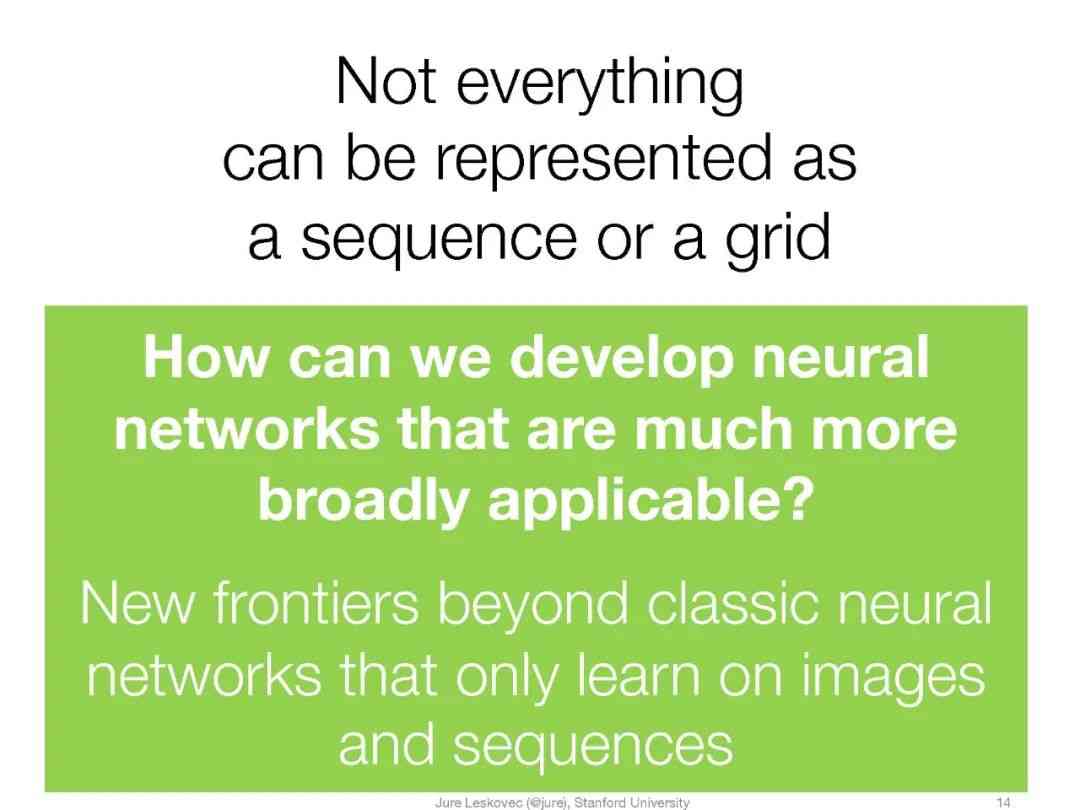 Not everything
can be represented as
a sequence or a grid
How can we develop neural
networks that are much more
broadly applicable?
New frontiers beyond classic neural
networks that only learn on images
and sequences
Jure Leskovec (@jure), Stanford University
14